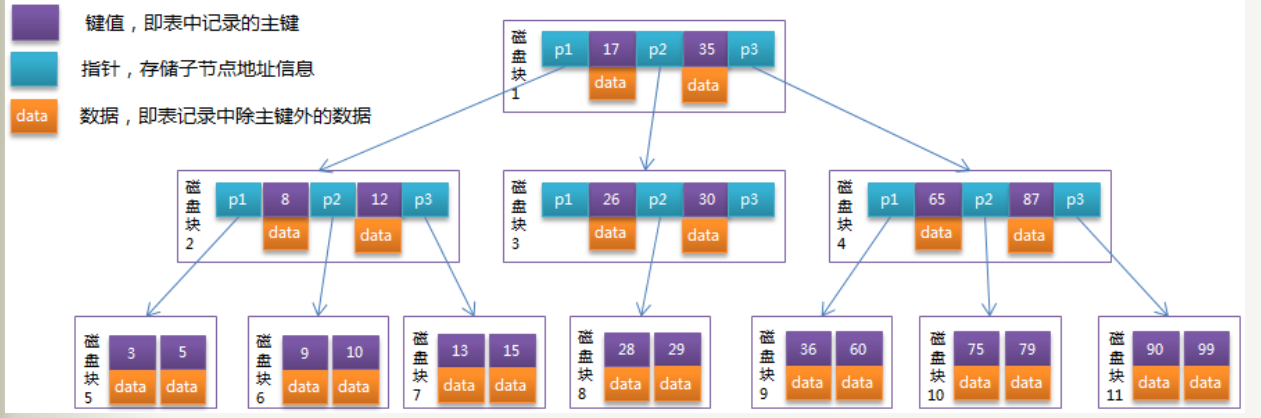 键值，即表中记录的主键
指针，存储子节点地址信息
data 数据，即表记录中除主键外的数据
磁盘块1
p1 17 p2 35 p3
data data
磁盘块2
p1 8 p2 12 p3
data data
磁盘块3
p1 26 p2 30 p3
data data
磁盘块4
p1 65 p2 87 p3
data data
磁盘块5
3 5
data data
磁盘块6
9 10
data data
磁盘块7
13 15
data data
磁盘块8
28 29
data data
磁盘块9
36 60
data data
磁盘块10
75 79
data data
磁盘块11
90 99
data data